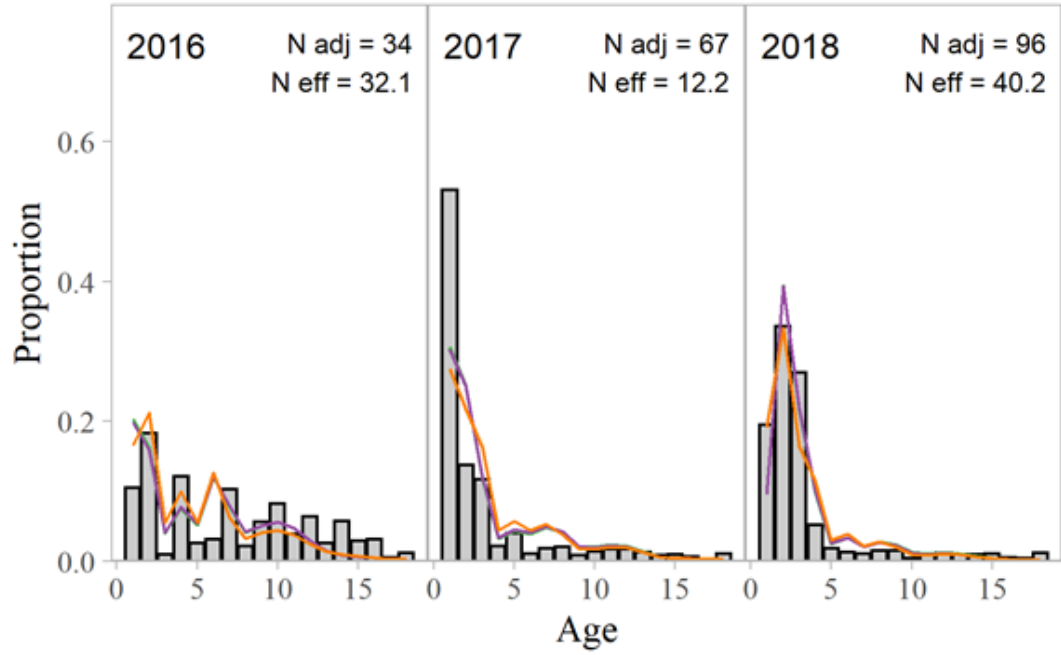 2016
N adj = 34
N eff = 32.1
2017
N adj = 67
N eff = 12.2
2018
N adj = 96
N eff = 40.2
Proportion
0.6
0.4
0.2
0.0
0 5 10 15 0 5 10 15 0 5 10 15
Age